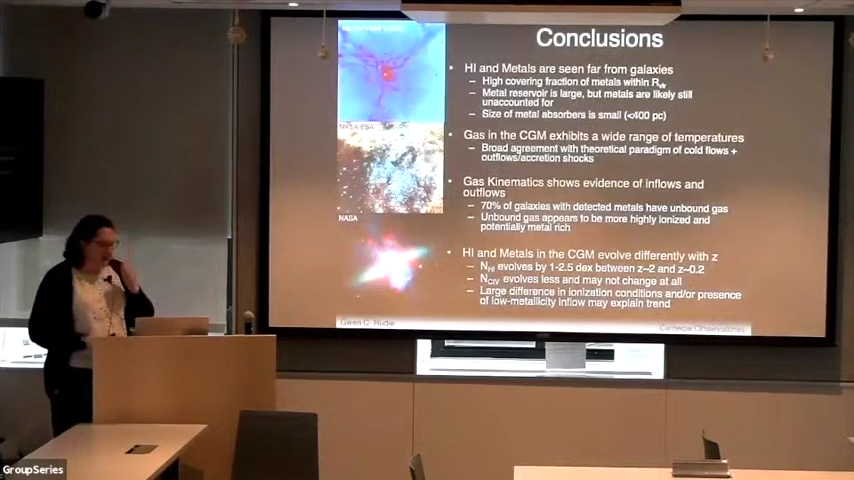 Conclusions
• HI and Metals are seen far from galaxies
– High covering fraction of metals within Rvir
– Metal reservoir is large, but metals are likely still
unaccounted for
– Size of metal absorbers is small (<400 pc)
• Gas in the CGM exhibits a wide range of temperatures
– Broad agreement with theoretical paradigm of cold flows +
outflows/accretion shocks
• Gas Kinematics shows evidence of inflows and
outflows
– 70% of galaxies with detected metals have unbound gas
– Unbound gas appears to be more highly ionized and
potentially metal rich
• HI and Metals in the CGM evolve differently with z
– NHI evolves by 1-2.5 dex between z~2 and z~0.2
– NCIV evolves less and may not change at all
– Large difference in ionization conditions and/or presence
of low-metallicity inflow may explain trend
NASA/ESA
NASA
Gwen C. Rudie
Carnegie Observatories
GroupSeries